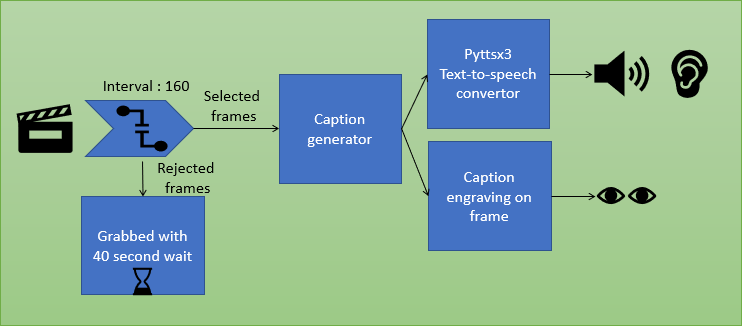 Interval : 160
Selected
frames
Rejected
frames
Grabbed with
40 second wait
Caption
generator
Pyttsx3
Text-to-speech
convertor
Caption
engraving on
frame